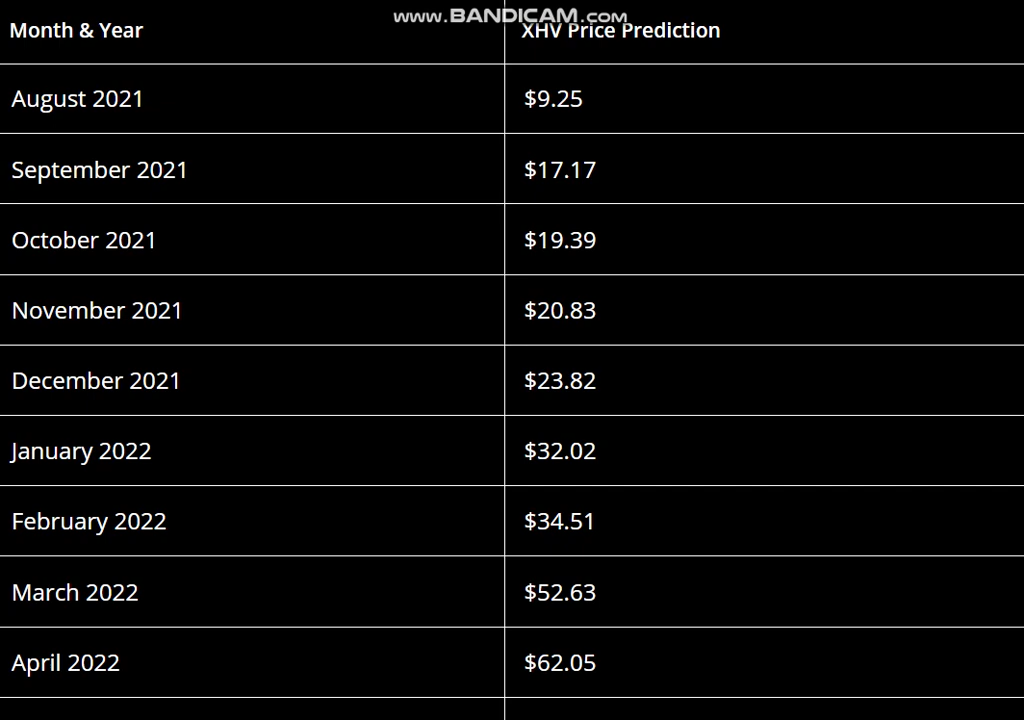 www.BANDICAM.com
Month & Year XHV Price Prediction
August 2021 $9.25
September 2021 $17.17
October 2021 $19.39
November 2021 $20.83
December 2021 $23.82
January 2022 $32.02
February 2022 $34.51
March 2022 $52.63
April 2022 $62.05